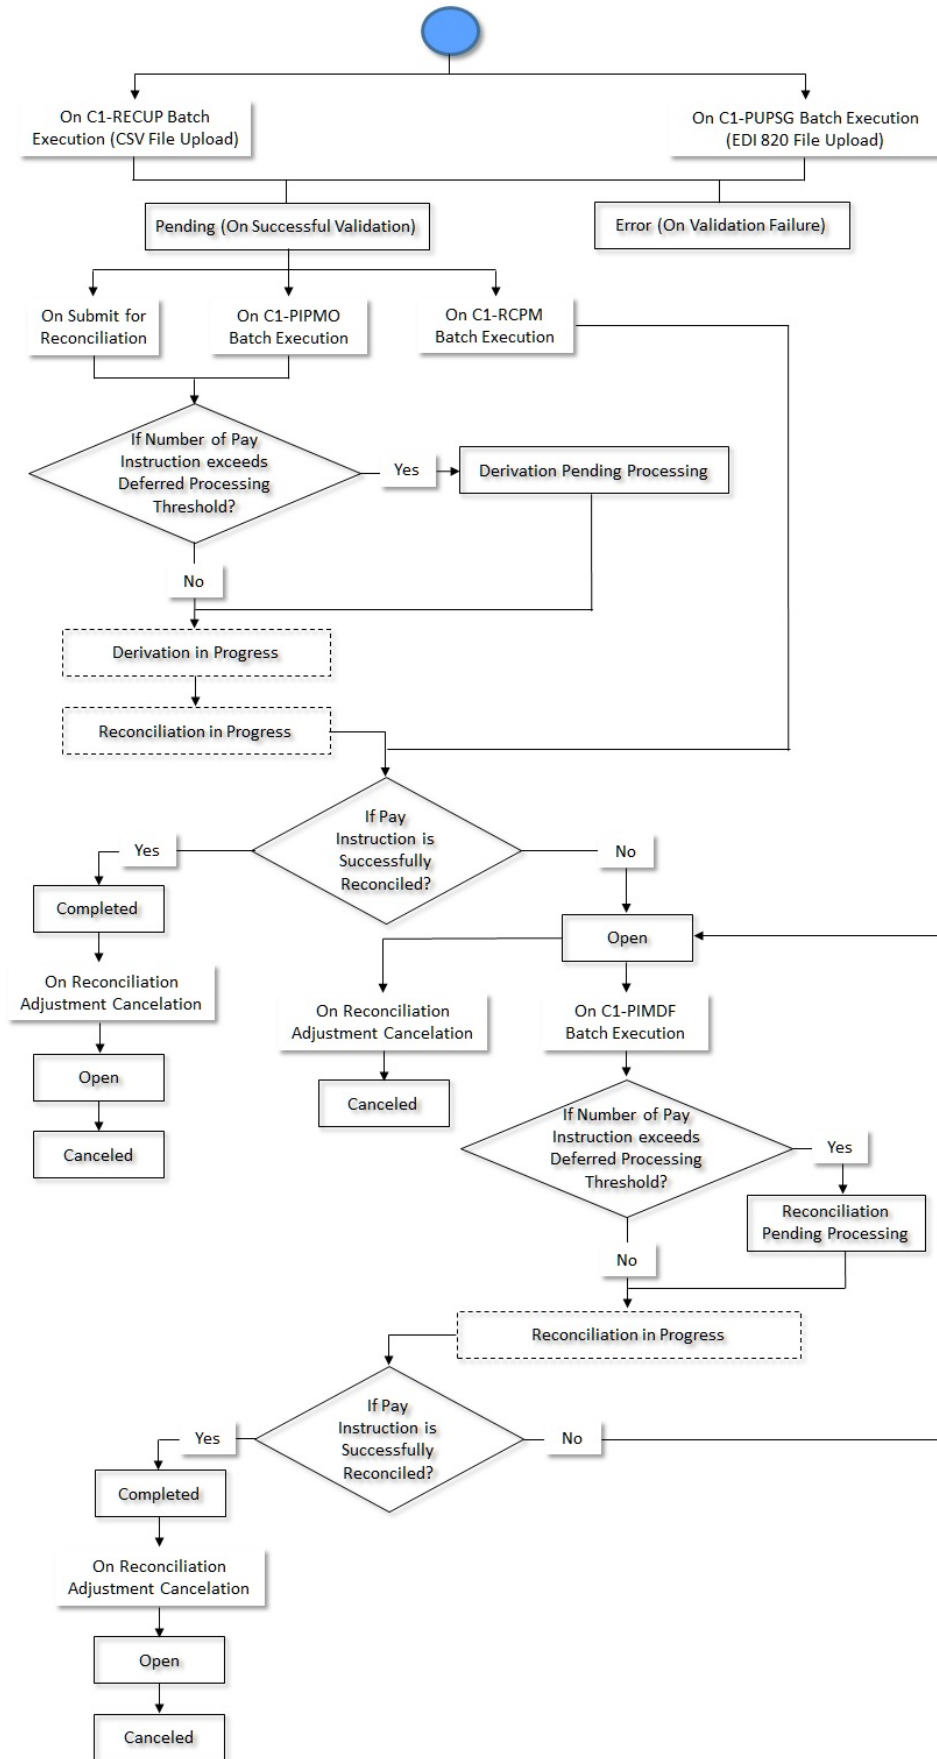 On C1-RECUP Batch
Execution (CSV File Upload)
On C1-PUPSG Batch Execution
(EDI 820 File Upload)
Pending (On Successful Validation)
Error (On Validation Failure)
On Submit for
Reconciliation
On C1-PIPMO
Batch Execution
On C1-RCPM
Batch Execution
If Number of Pay
Instruction exceeds
Deferred Processing
Threshold?
Yes
Derivation Pending Processing
No
Derivation in Progress
Reconciliation in Progress
If Pay
Instruction is
Successfully
Reconciled?
Yes
No
Completed
Open
On Reconciliation
Adjustment Cancelation
On Reconciliation
Adjustment Cancelation
On C1-PIMDF
Batch Execution
Open
Canceled
Canceled
If Number of Pay
Instruction exceeds
Deferred Processing
Threshold?
Yes
Reconciliation
Pending Processing
No
Reconciliation in Progress
If Pay
Instruction is
Successfully
Reconciled?
Yes
No
Completed
On Reconciliation
Adjustment Cancelation
Open
Canceled